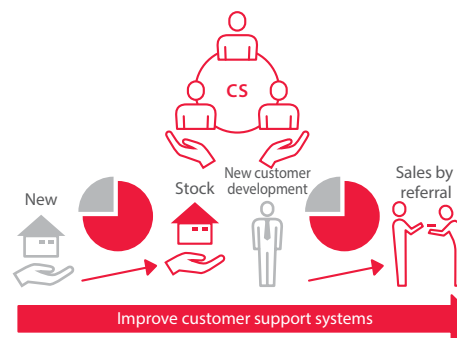 CS
New
Stock
New customer
development
Sales by
referral
Improve customer support systems